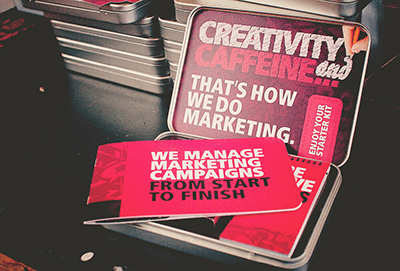 CREATIVITY
CAFFEINE... and
THAT'S HOW
WE DO
MARKETING.
ENJOY YOUR
STARTER KIT
WE MANAGE
MARKETING
CAMPAIGNS
FROM START
TO FINISH
RE